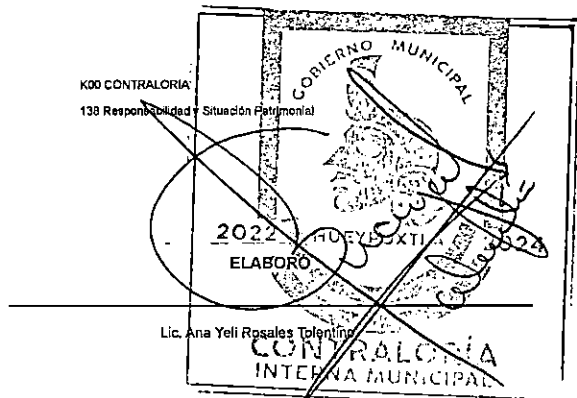 K00 CONTRALORIA
138 Responsabilidad y Situación Patrimonial
GOBIERNO MUNICIPAL
2022 HUEYPOXTLA 2024
ELABORÓ
Lic. Ana Yeli Rosales Tolentino
CONTRALORÍA
INTERNA MUNICIPAL